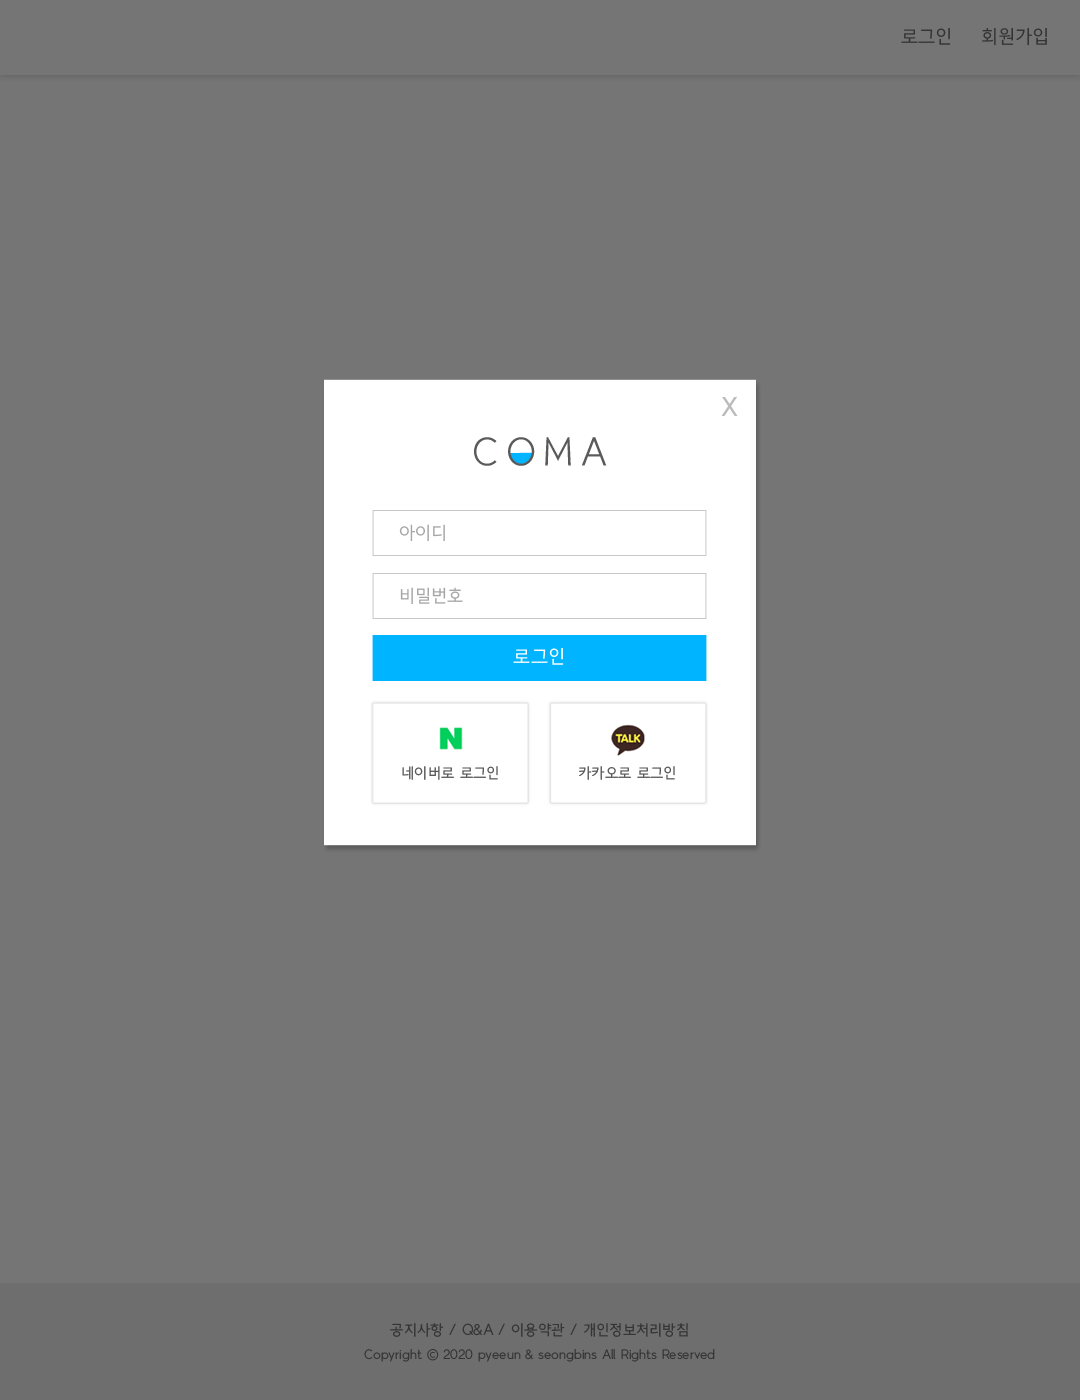 로그인 회원가입
X
COMA
아이디
비밀번호
로그인
N TALK
네이버로 로그인 카카오로 로그인
공지사항 / Q&A / 이용약관 / 개인정보처리방침
Copyright © 2020 pyeun & seongbins All Rights Reserved